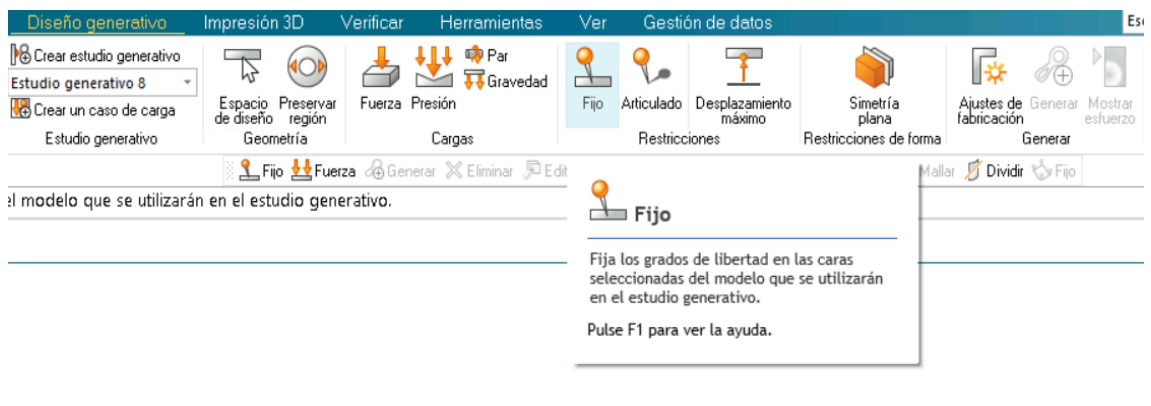 Diseño generativo Impresión 3D Verificar Herramientas Ver Gestión de datos
Crear estudio generativo
Estudio generativo 8
Crear un caso de carga
Estudio generativo
Espacio de diseño
Preservar región
Geometría
Fuerza
Presión
Par
Gravedad
Cargas
Fijo
Articulado
Desplazamiento máximo
Restricciones
Simetría plana
Restricciones de forma
Ajustes de fabricación
Generar
Mostrar esfuerzo
Generar
Fijo Fuerza Generar Eliminar Edit Mallar Dividir Fijo
el modelo que se utilizarán en el estudio generativo.
Fijo
Fija los grados de libertad en las caras
seleccionadas del modelo que se utilizarán
en el estudio generativo.
Pulse F1 para ver la ayuda.